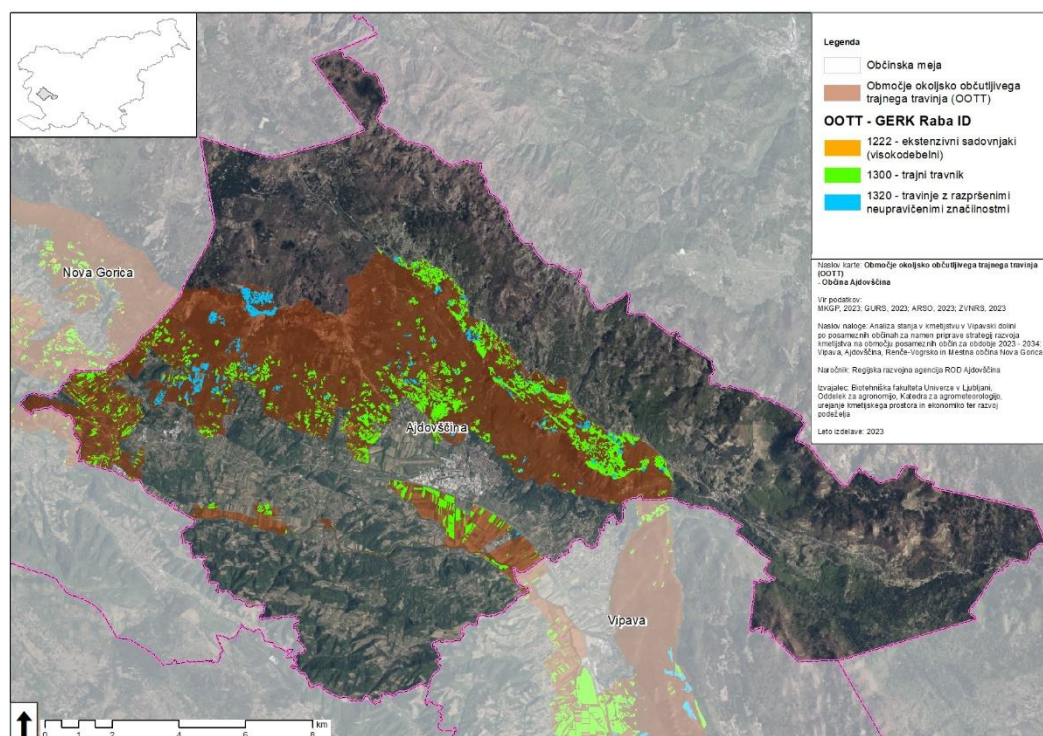 Legenda
Občinska meja
Območje okoljsko občutljivega
trajnega travinja (OOTT)
OOTT - GERK Raba ID
1222 - ekstenzivni sadovnjaki
(visokodebelni)
1300 - trajni travnik
1320 - travinje z razpršenimi
neupravičenimi značilnostmi
Naslov karte: Območje okoljsko občutljivega trajnega travinja
(OOTT)
- Občina Ajdovščina
Vir podatkov:
MKGP, 2023; GURS, 2023; ARSO, 2023; ZVNRS, 2023
Naslov naloge: Analiza stanja v kmetijstvu v Vipavski dolini
po posameznih občinah za namen priprave strategij razvoja
kmetijstva na območju posameznih občin za obdobje 2023 - 2034:
Vipava, Ajdovščina, Renče-Vogrsko in Mestna občina Nova Gorica
Naročnik: Regijska razvojna agencija ROD Ajdovščina
Izvajalec: Biotehniška fakulteta Univerze v Ljubljani,
Oddelek za agronomijo, Katedra za agrometeorologijo,
urejanje kmetijskega prostora in ekonomiko ter razvoj
podeželja
Leto izdelave: 2023
Nova Gorica
Ajdovščina
Vipava
km
0 1 2 4 6 8